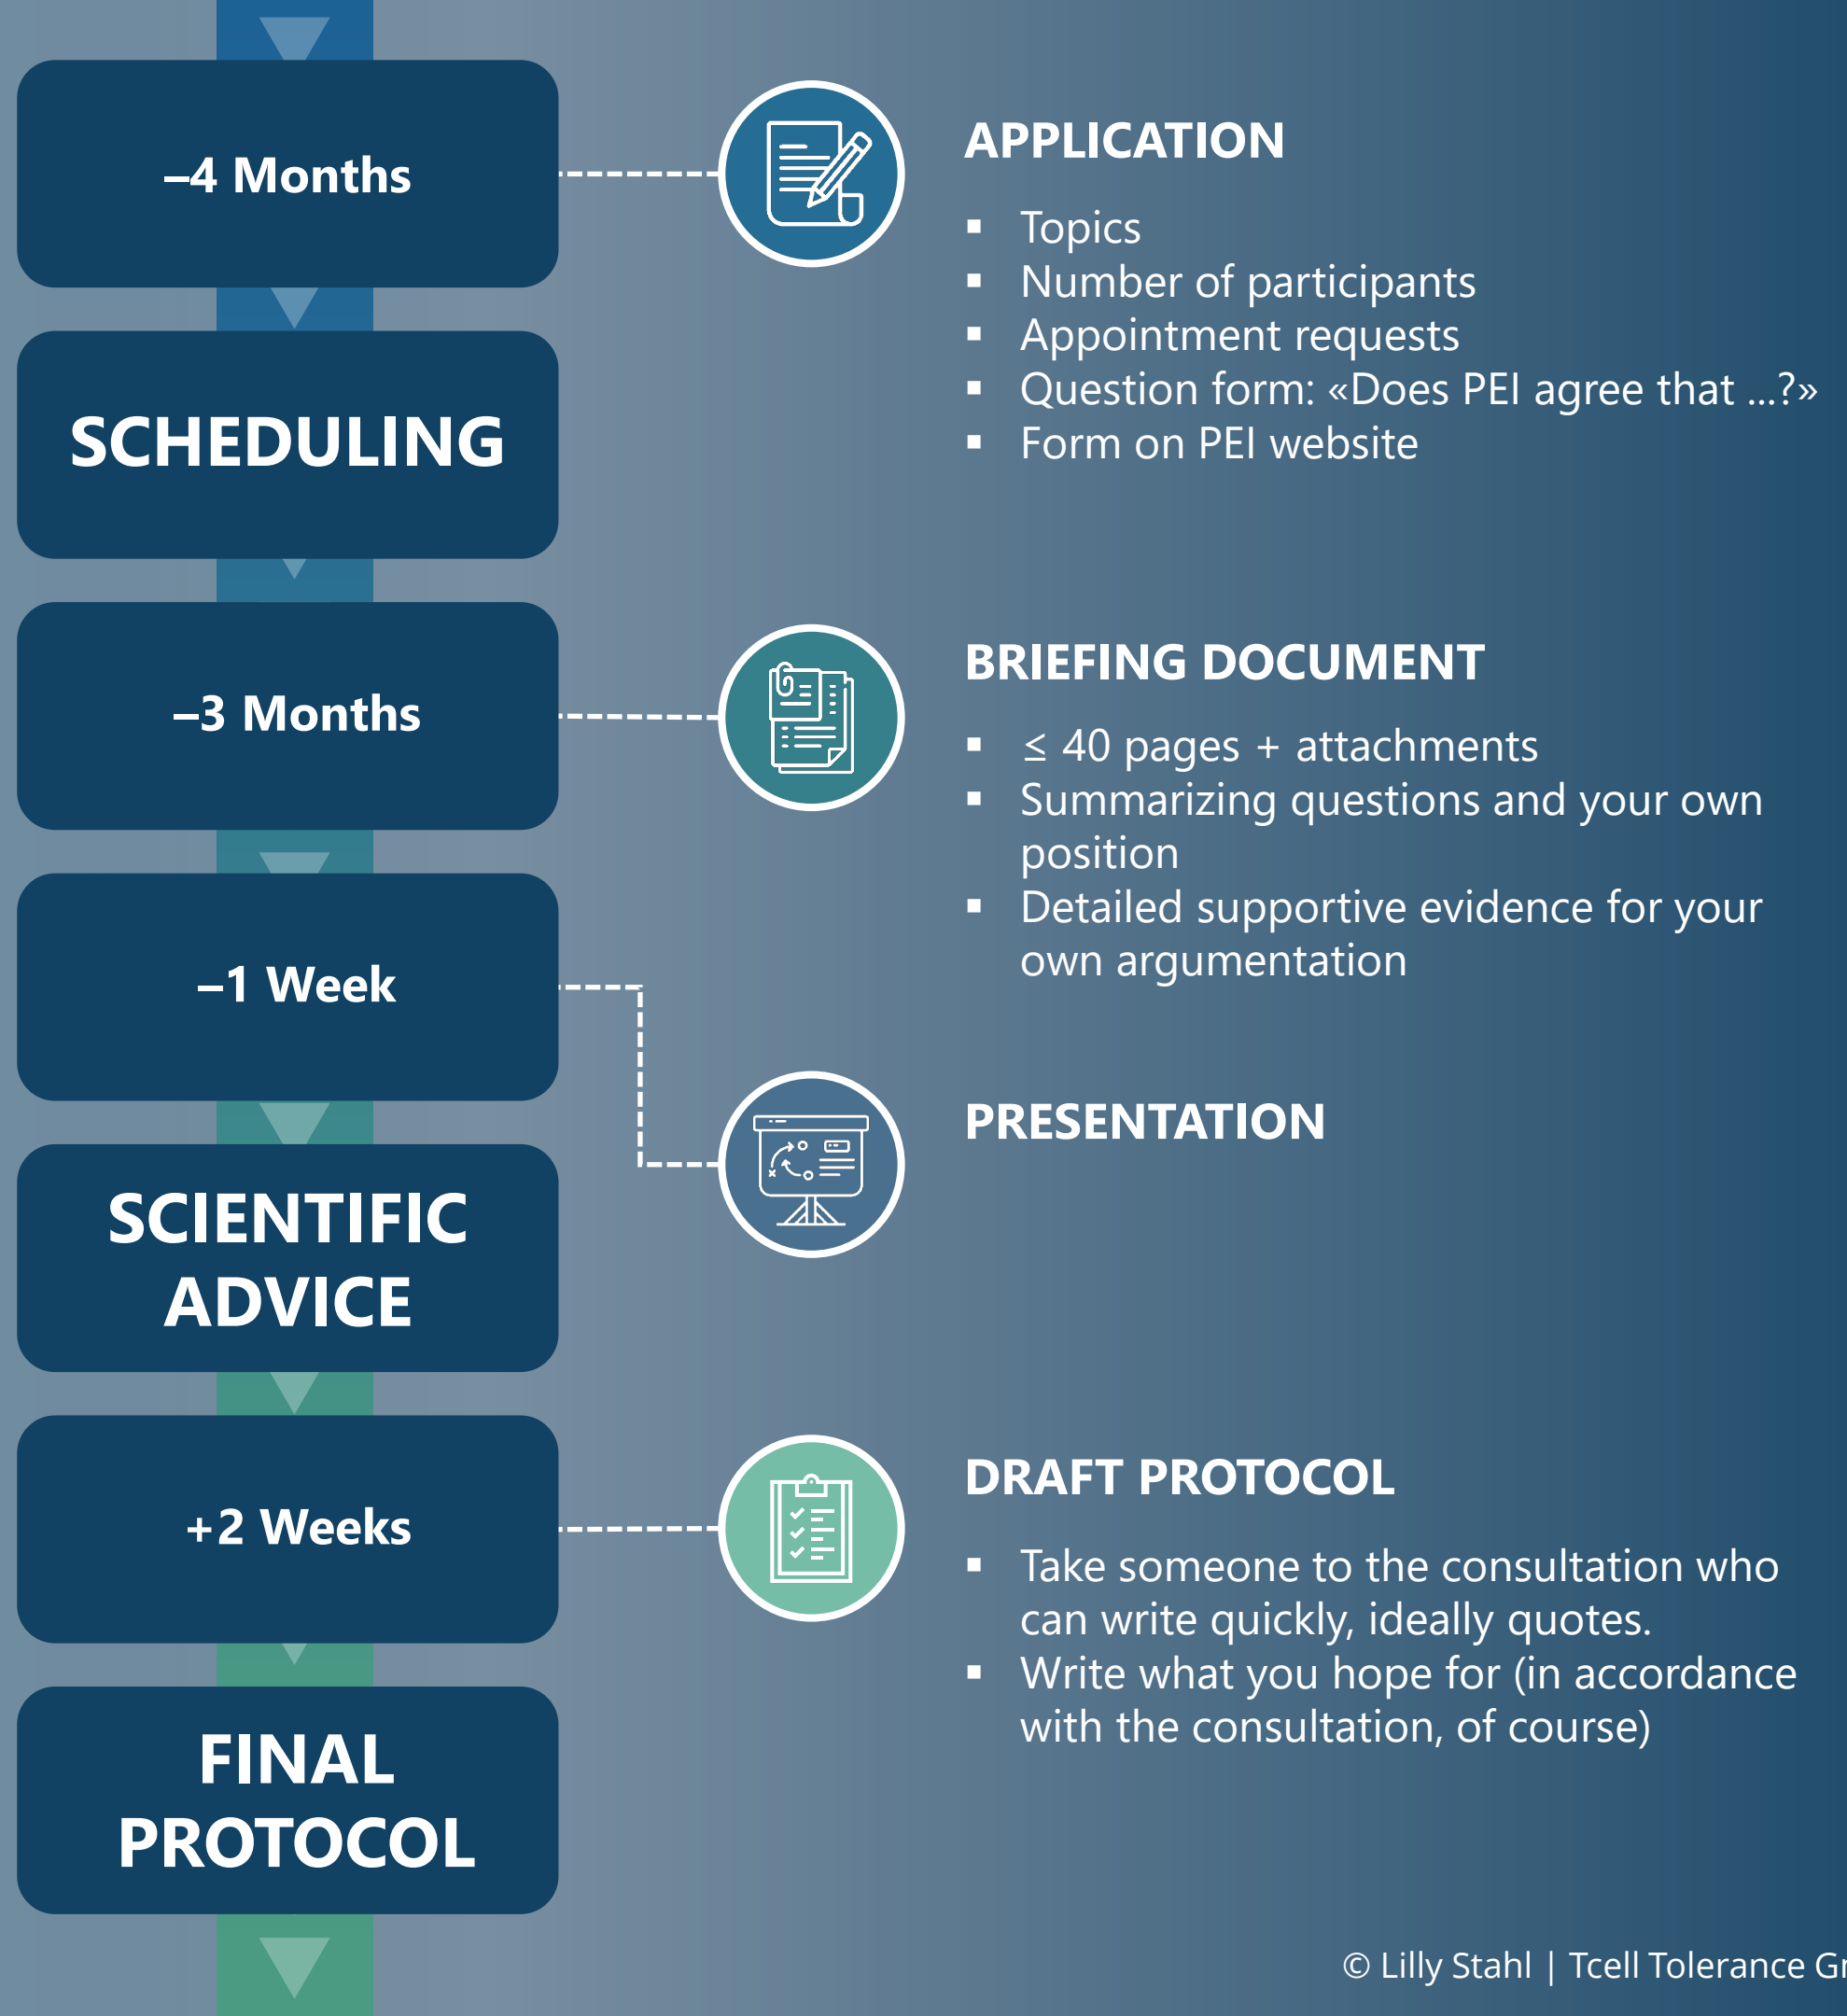 –4 Months
APPLICATION
▪ Topics
▪ Number of participants
▪ Appointment requests
▪ Question form: «Does PEI agree that ...?»
▪ Form on PEI website
SCHEDULING
–3 Months
BRIEFING DOCUMENT
▪ ≤ 40 pages + attachments
▪ Summarizing questions and your own
position
▪ Detailed supportive evidence for your
own argumentation
–1 Week
PRESENTATION
SCIENTIFIC
ADVICE
+2 Weeks
DRAFT PROTOCOL
▪ Take someone to the consultation who
can write quickly, ideally quotes.
▪ Write what you hope for (in accordance
with the consultation, of course)
FINAL
PROTOCOL
© Lilly Stahl | Tcell Tolerance